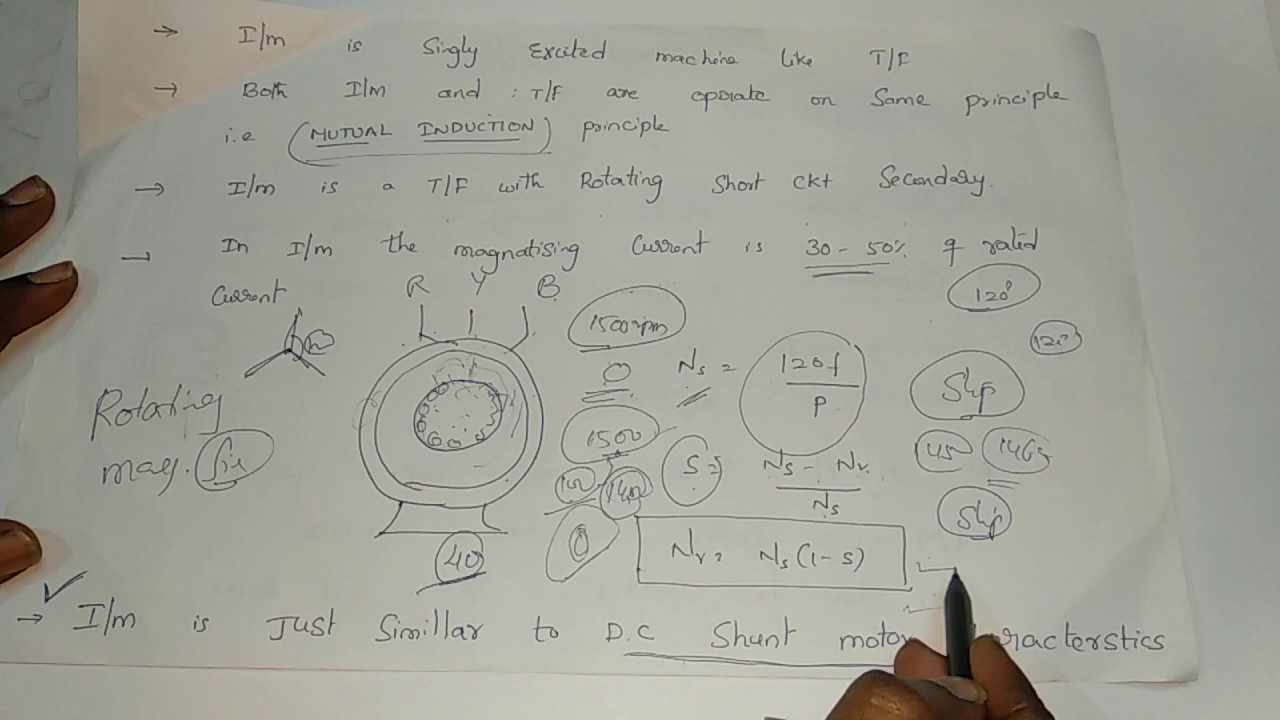 → I/m is Singly Excited machine like T/F
→ Both I/m and : T/F are operate on Same principle
i.e (MUTUAL INDUCTION) principle
→ I/m is a T/F with Rotating Short ckt Secondary.
→ In I/m the magnatising Current is 30 - 50% of rated
Current
R Y B
120°
1500rpm
120°
0
Ns = 120f / P
Slip
Rotating
mag.
1500
S = Ns - Nr / Ns
1465
Slip
40
0
Nr = Ns (1 - s)
→ I/m is Just Simillar to D.C Shunt motor